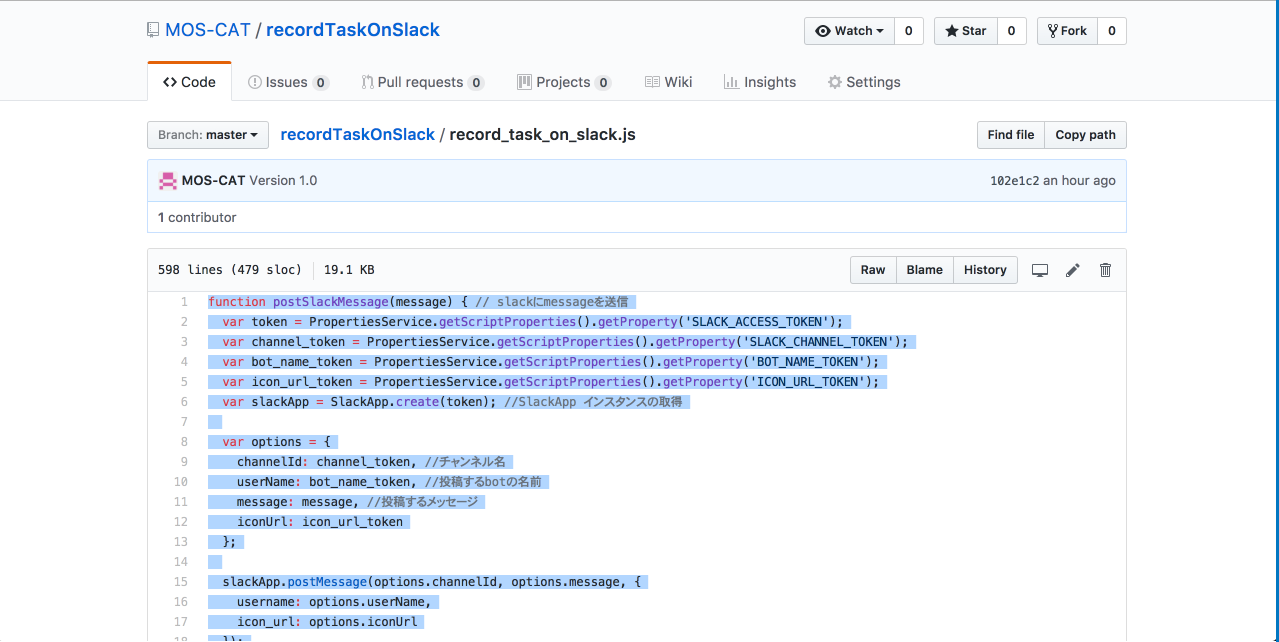 MOS-CAT / recordTaskOnSlack
Watch 0 Star 0 Fork 0
Code Issues 0 Pull requests 0 Projects 0 Wiki Insights Settings
Branch: master recordTaskOnSlack / record_task_on_slack.js Find file Copy path
MOS-CAT Version 1.0 102e1c2 an hour ago
1 contributor
598 lines (479 sloc) 19.1 KB Raw Blame History
1 function postSlackMessage(message) { // slackにmessageを送信
2 var token = PropertiesService.getScriptProperties().getProperty('SLACK_ACCESS_TOKEN');
3 var channel_token = PropertiesService.getScriptProperties().getProperty('SLACK_CHANNEL_TOKEN');
4 var bot_name_token = PropertiesService.getScriptProperties().getProperty('BOT_NAME_TOKEN');
5 var icon_url_token = PropertiesService.getScriptProperties().getProperty('ICON_URL_TOKEN');
6 var slackApp = SlackApp.create(token); //SlackApp インスタンスの取得
7
8 var options = {
9 channelId: channel_token, //チャンネル名
10 userName: bot_name_token, //投稿するbotの名前
11 message: message, //投稿するメッセージ
12 iconUrl: icon_url_token
13 };
14
15 slackApp.postMessage(options.channelId, options.message, {
16 username: options.userName,
17 icon_url: options.iconUrl
18 });